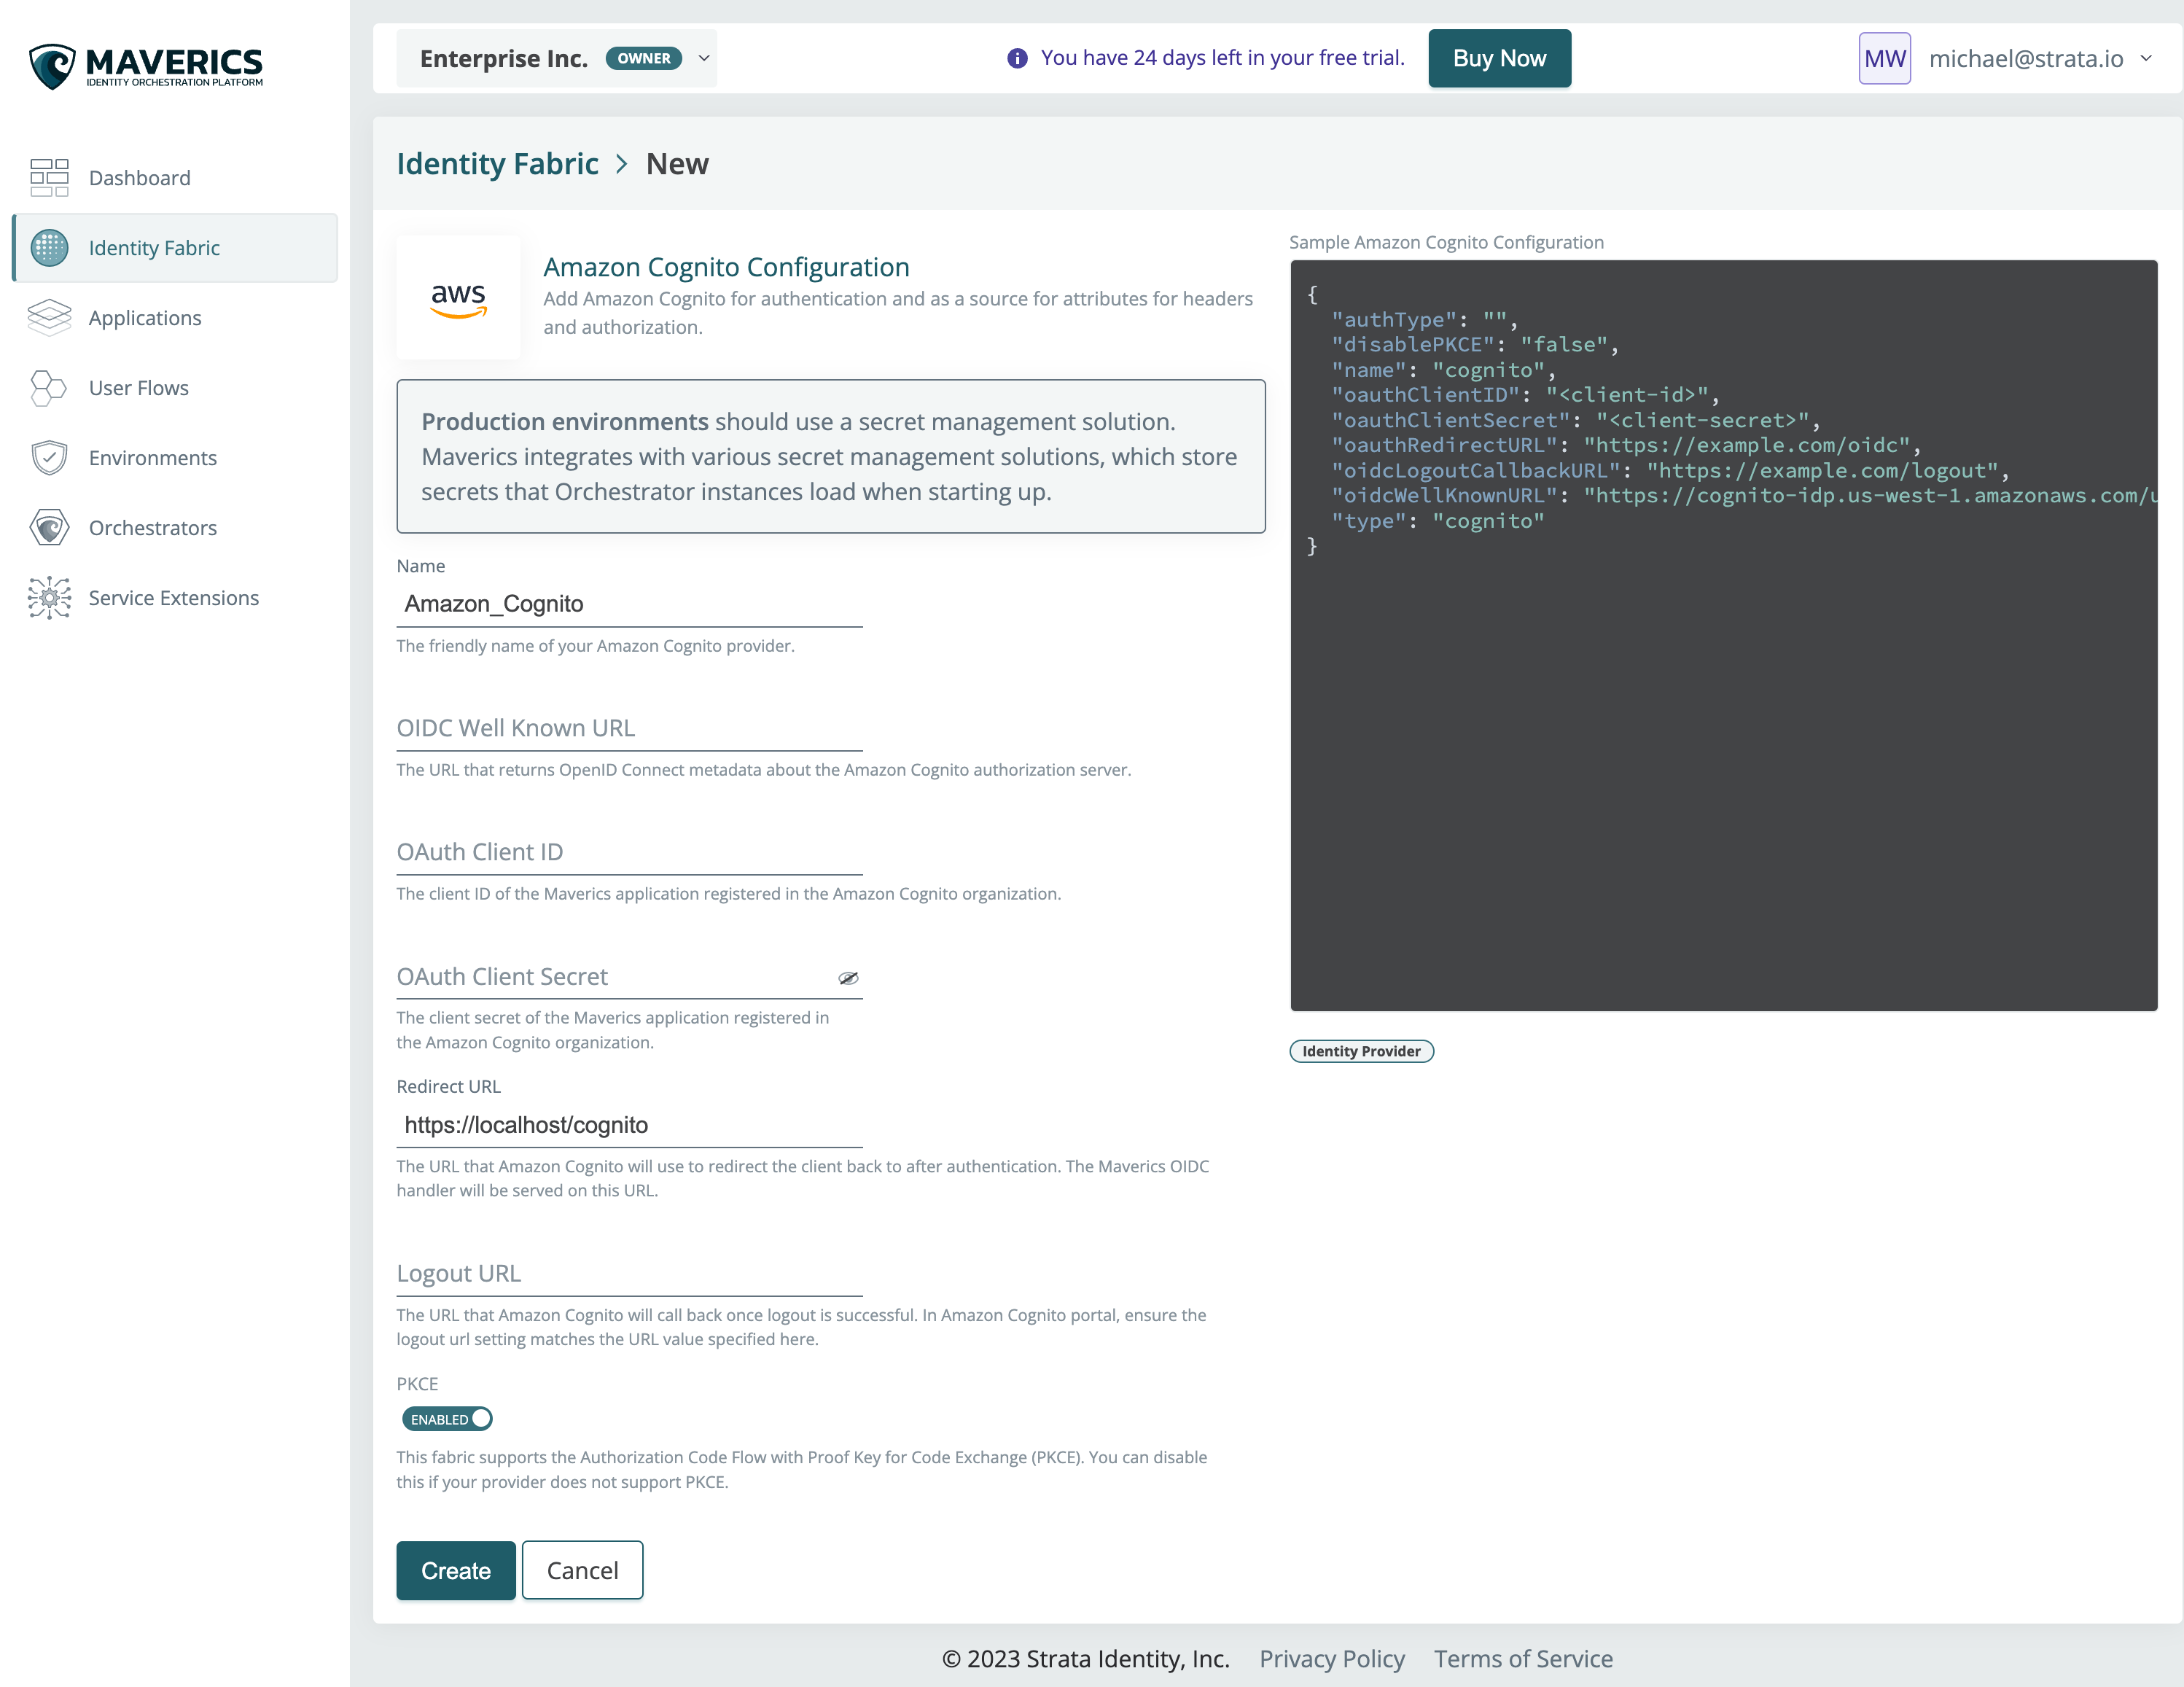 MAVERICS
IDENTITY ORCHESTRATION PLATFORM
Dashboard
Identity Fabric
Applications
User Flows
Environments
Orchestrators
Service Extensions
Enterprise Inc. OWNER
You have 24 days left in your free trial.
Buy Now
MW michael@strata.io
Identity Fabric > New
aws
Amazon Cognito Configuration
Add Amazon Cognito for authentication and as a source for attributes for headers
and authorization.
Production environments should use a secret management solution.
Maverics integrates with various secret management solutions, which store
secrets that Orchestrator instances load when starting up.
Name
Amazon_Cognito
The friendly name of your Amazon Cognito provider.
OIDC Well Known URL
The URL that returns OpenID Connect metadata about the Amazon Cognito authorization server.
OAuth Client ID
The client ID of the Maverics application registered in the Amazon Cognito organization.
OAuth Client Secret
The client secret of the Maverics application registered in
the Amazon Cognito organization.
Redirect URL
https://localhost/cognito
The URL that Amazon Cognito will use to redirect the client back to after authentication. The Maverics OIDC
handler will be served on this URL.
Logout URL
The URL that Amazon Cognito will call back once logout is successful. In Amazon Cognito portal, ensure the
logout url setting matches the URL value specified here.
PKCE
ENABLED
This fabric supports the Authorization Code Flow with Proof Key for Code Exchange (PKCE). You can disable
this if your provider does not support PKCE.
Create
Cancel
Sample Amazon Cognito Configuration
{
"authType": "",
"disablePKCE": "false",
"name": "cognito",
"oauthClientID": "<client-id>",
"oauthClientSecret": "<client-secret>",
"oauthRedirectURL": "https://example.com/oidc",
"oidcLogoutCallbackURL": "https://example.com/logout",
"oidcWellKnownURL": "https://cognito-idp.us-west-1.amazonaws.com/u
"type": "cognito"
}
Identity Provider
© 2023 Strata Identity, Inc. Privacy Policy Terms of Service